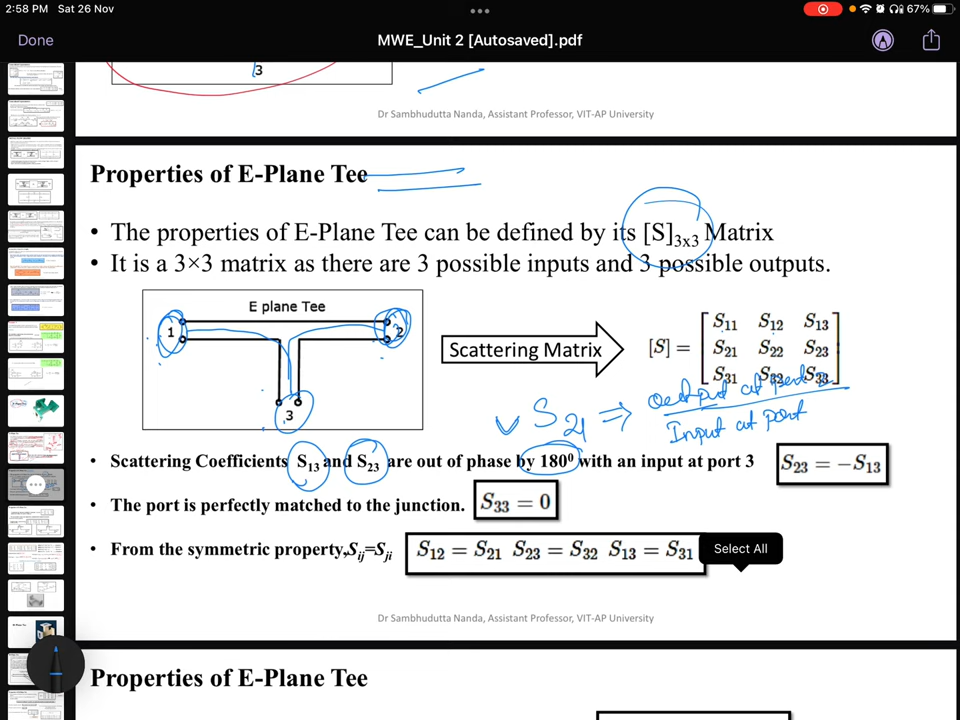 2:58 PM Sat 26 Nov
67%
Done
MWE_Unit 2 [Autosaved].pdf
3
Dr Sambhudutta Nanda, Assistant Professor, VIT-AP University
Properties of E-Plane Tee
• The properties of E-Plane Tee can be defined by its [S]3x3 Matrix
• It is a 3×3 matrix as there are 3 possible inputs and 3 possible outputs.
E plane Tee
1
2
3
Scattering Matrix
[S] =
S11 S12 S13
S21 S22 S23
S31 S32 S33
S21 ⇒ Output at port 2
Input at port
• Scattering Coefficients S13 and S23 are out of phase by 180⁰ with an input at port 3
S23 = −S13
• The port is perfectly matched to the junction.
S33 = 0
• From the symmetric property,Sij=Sji
S12 = S21 S23 = S32 S13 = S31
Select All
Dr Sambhudutta Nanda, Assistant Professor, VIT-AP University
Properties of E-Plane Tee